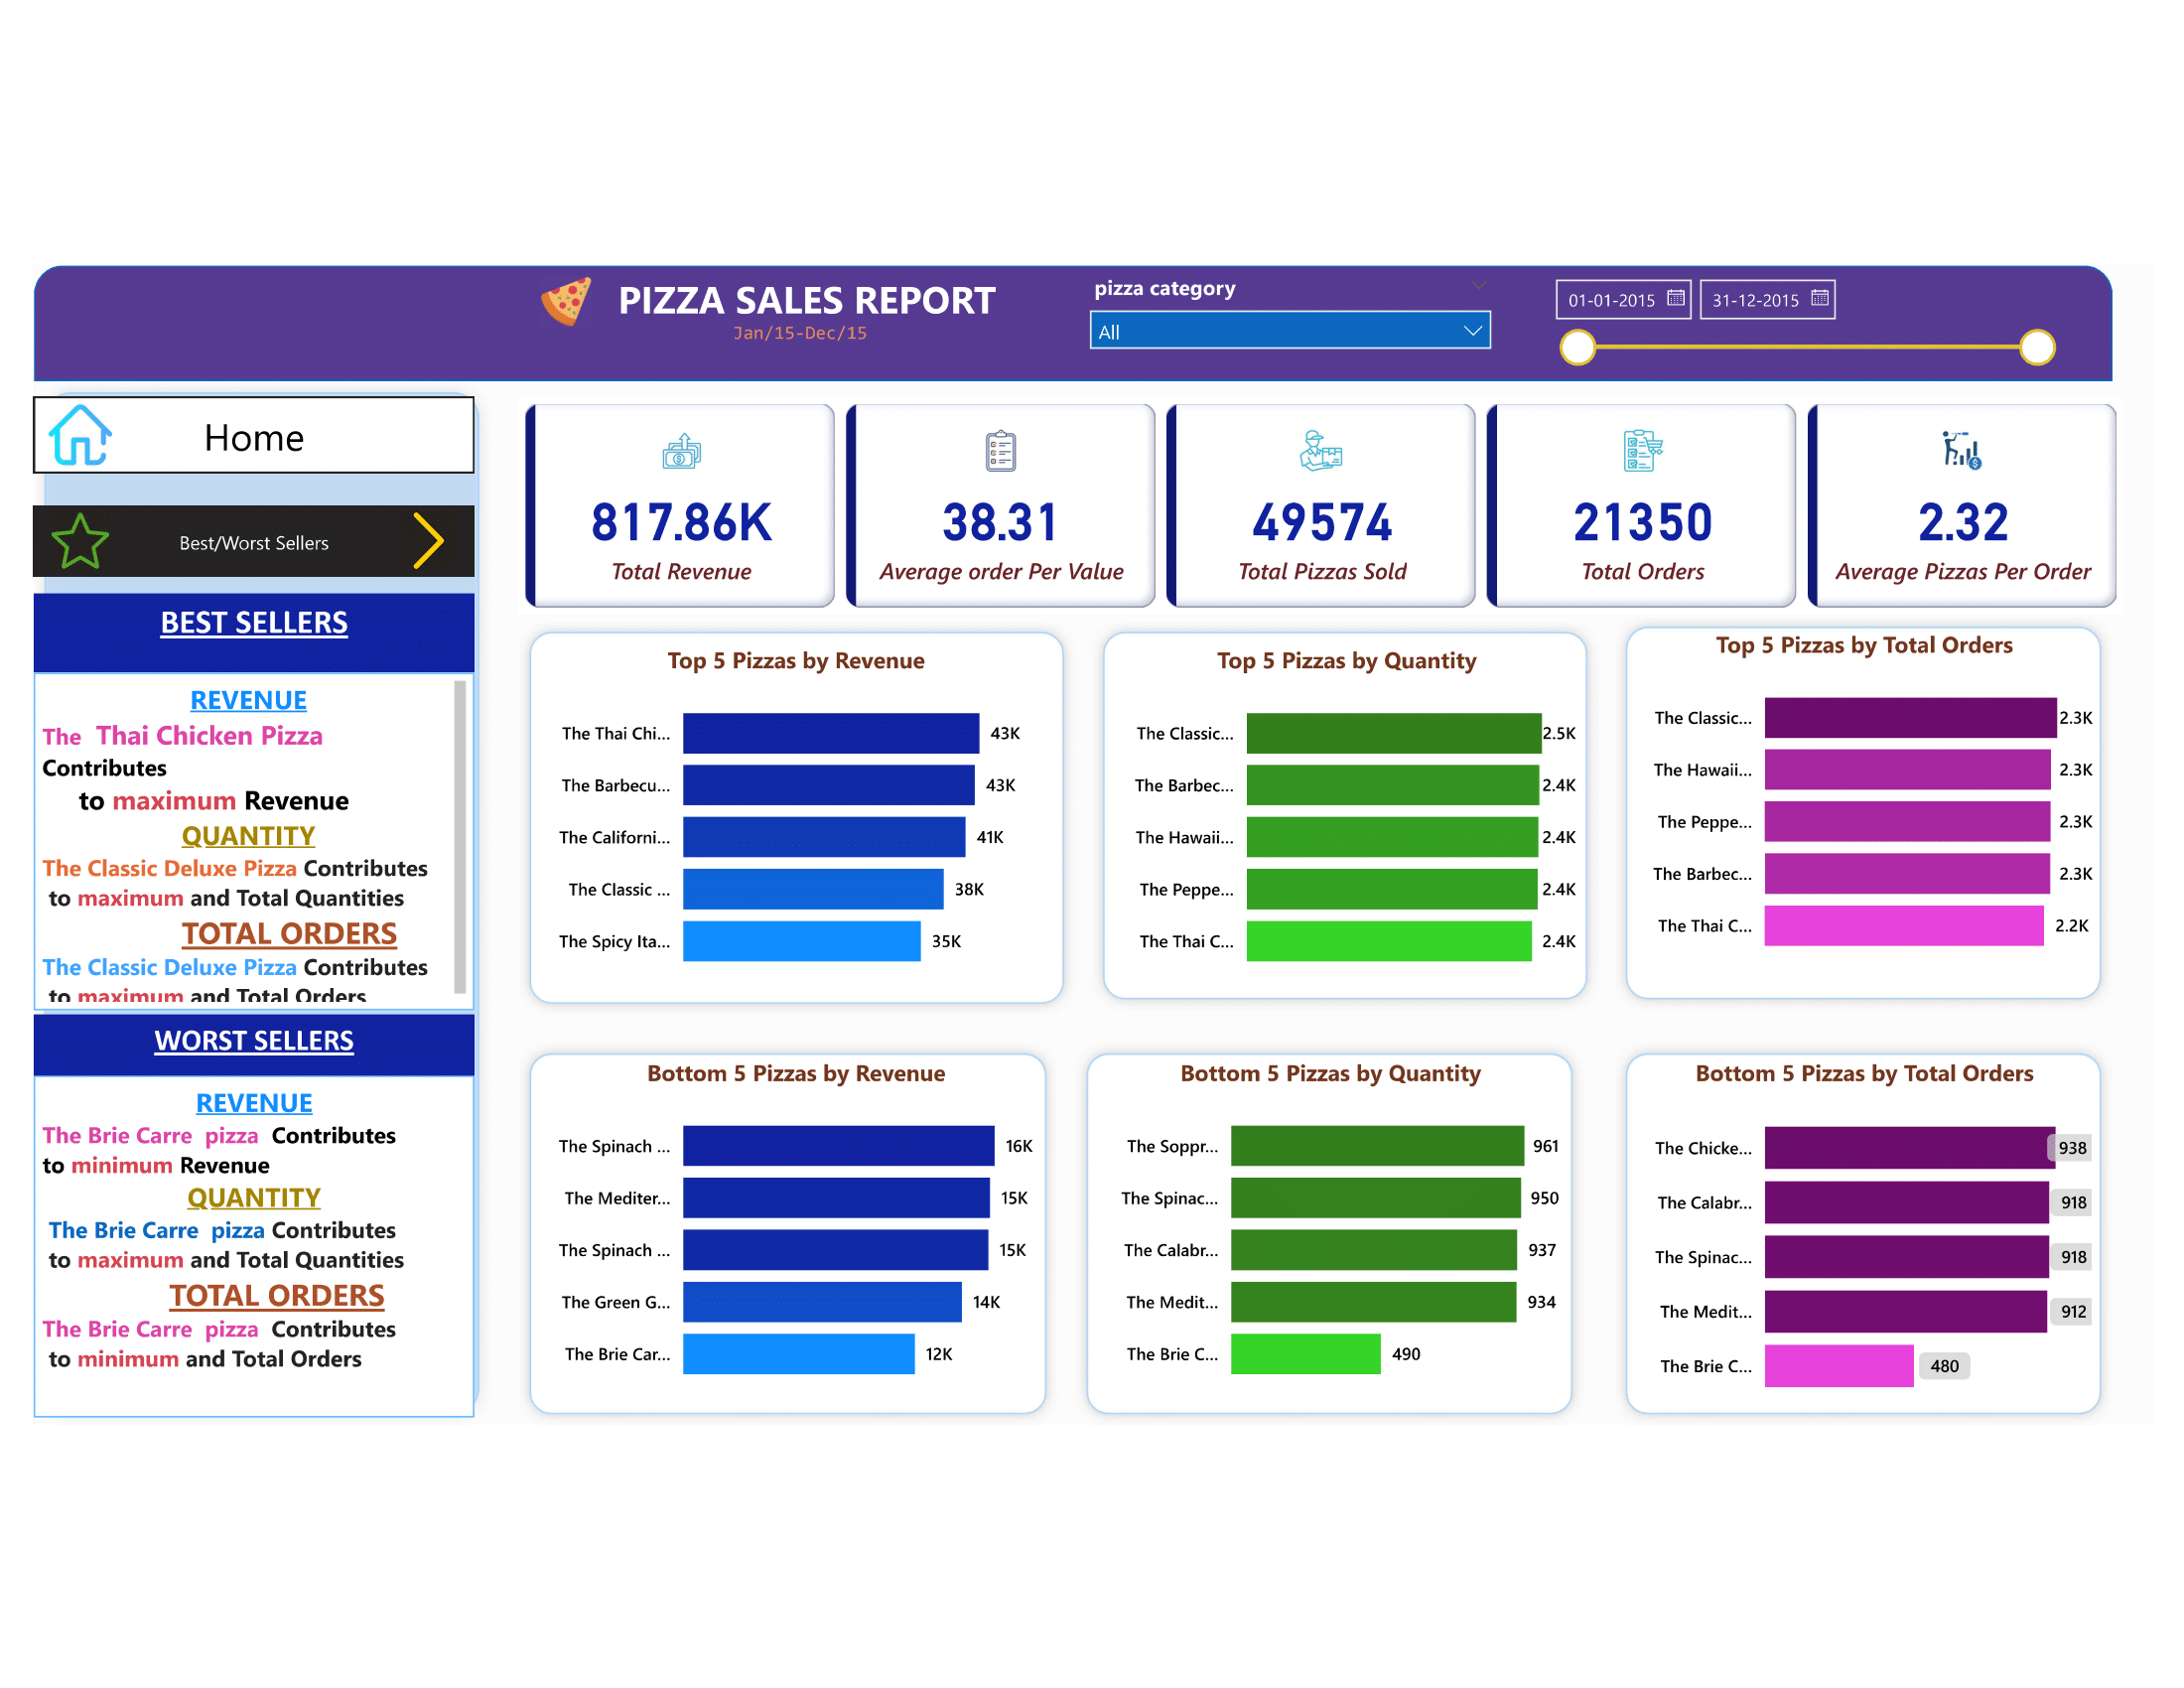 PIZZA SALES REPORT
Jan/15-Dec/15
pizza category
All
01-01-2015
31-12-2015
Home
Best/Worst Sellers
BEST SELLERS
REVENUE
The Thai Chicken Pizza
Contributes
to maximum Revenue
QUANTITY
The Classic Deluxe Pizza Contributes
to maximum and Total Quantities
TOTAL ORDERS
The Classic Deluxe Pizza Contributes
to maximum and Total Orders
WORST SELLERS
REVENUE
The Brie Carre pizza Contributes
to minimum Revenue
QUANTITY
The Brie Carre pizza Contributes
to maximum and Total Quantities
TOTAL ORDERS
The Brie Carre pizza Contributes
to minimum and Total Orders
817.86K
Total Revenue
38.31
Average order Per Value
49574
Total Pizzas Sold
21350
Total Orders
2.32
Average Pizzas Per Order
Top 5 Pizzas by Revenue
The Thai Chi... 43K
The Barbecu... 43K
The Californi... 41K
The Classic ... 38K
The Spicy Ita... 35K
Top 5 Pizzas by Quantity
The Classic... 2.5K
The Barbec... 2.4K
The Hawaii... 2.4K
The Peppe... 2.4K
The Thai C... 2.4K
Top 5 Pizzas by Total Orders
The Classic... 2.3K
The Hawaii... 2.3K
The Peppe... 2.3K
The Barbec... 2.3K
The Thai C... 2.2K
Bottom 5 Pizzas by Revenue
The Spinach ... 16K
The Mediter... 15K
The Spinach ... 15K
The Green G... 14K
The Brie Car... 12K
Bottom 5 Pizzas by Quantity
The Soppr... 961
The Spinac... 950
The Calabr... 937
The Medit... 934
The Brie C... 490
Bottom 5 Pizzas by Total Orders
The Chicke... 938
The Calabr... 918
The Spinac... 918
The Medit... 912
The Brie C... 480